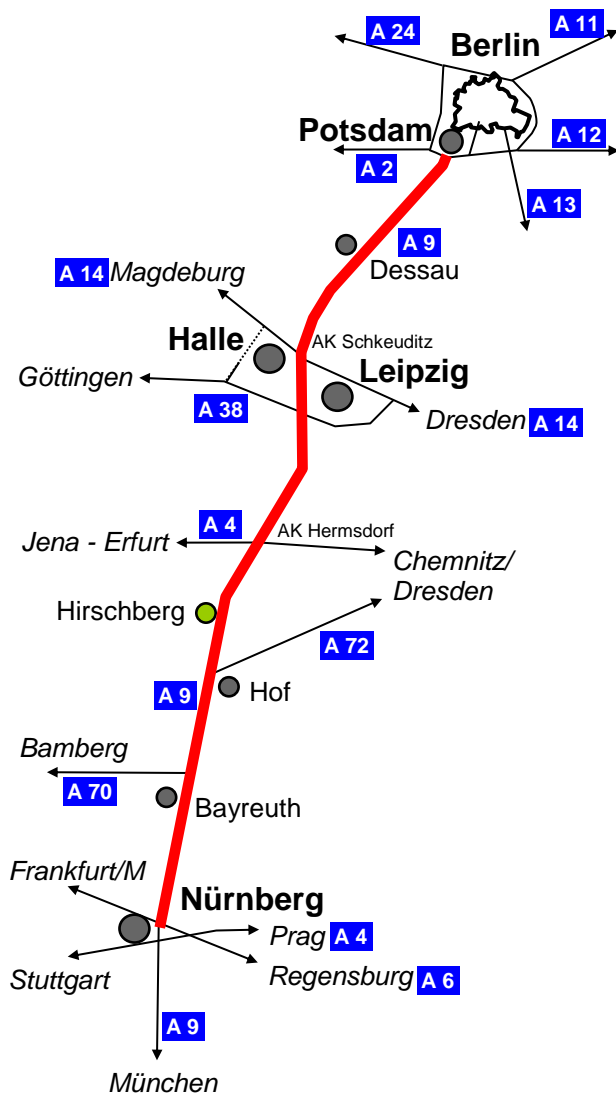 A 24
A 11
Berlin
Potsdam
A 12
A 2
A 13
A 9
Dessau
A 14 Magdeburg
Halle
AK Schkeuditz
Göttingen
Leipzig
A 38
Dresden A 14
A 4
AK Hermsdorf
Jena - Erfurt
Chemnitz/
Dresden
Hirschberg
A 72
A 9
Hof
Bamberg
A 70
Bayreuth
Frankfurt/M
Nürnberg
Prag A 4
Stuttgart
Regensburg A 6
A 9
München